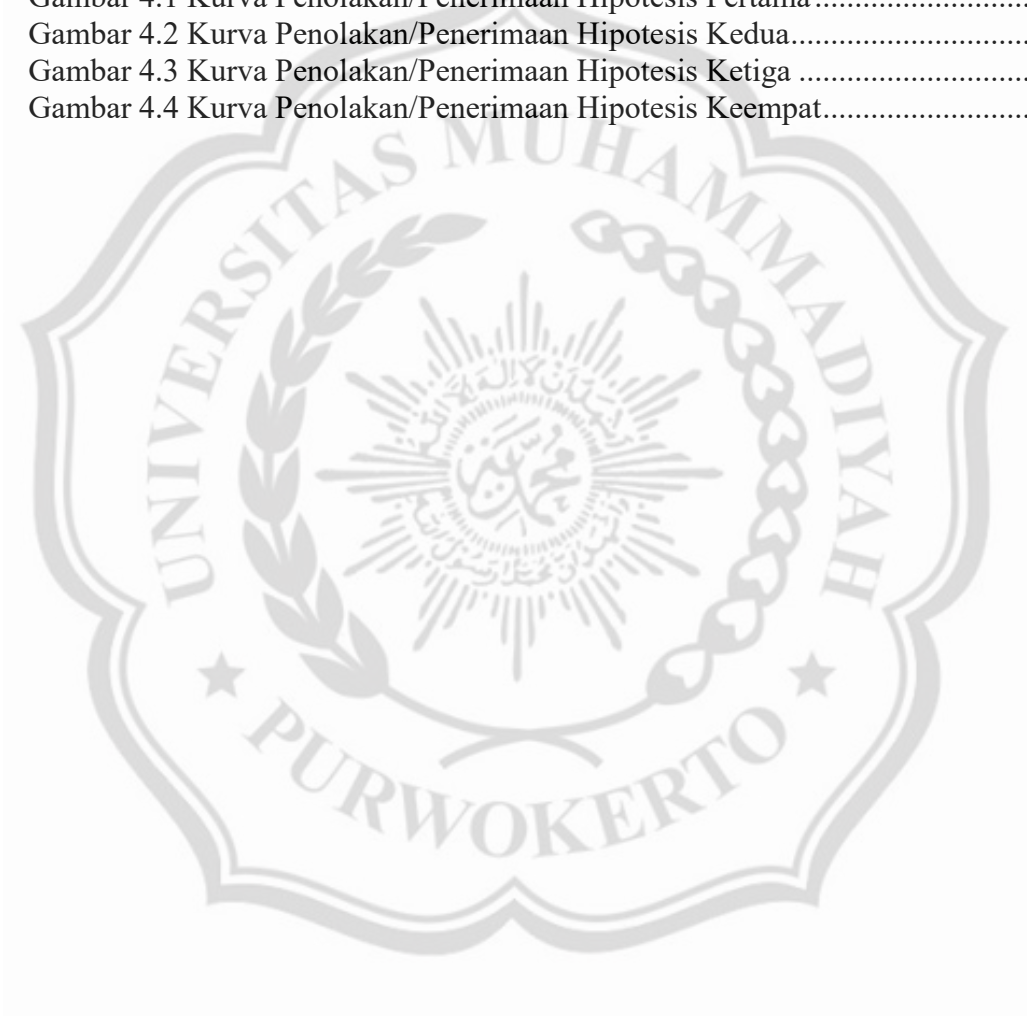 Gambar 4.1 Kurva Penolakan/Penerimaan Hipotesis Pertama........................
Gambar 4.2 Kurva Penolakan/Penerimaan Hipotesis Kedua..........................
Gambar 4.3 Kurva Penolakan/Penerimaan Hipotesis Ketiga .........................
Gambar 4.4 Kurva Penolakan/Penerimaan Hipotesis Keempat.......................
UNIVERSITAS MUHAMMADIYAH
محمدية
PURWOKERTO